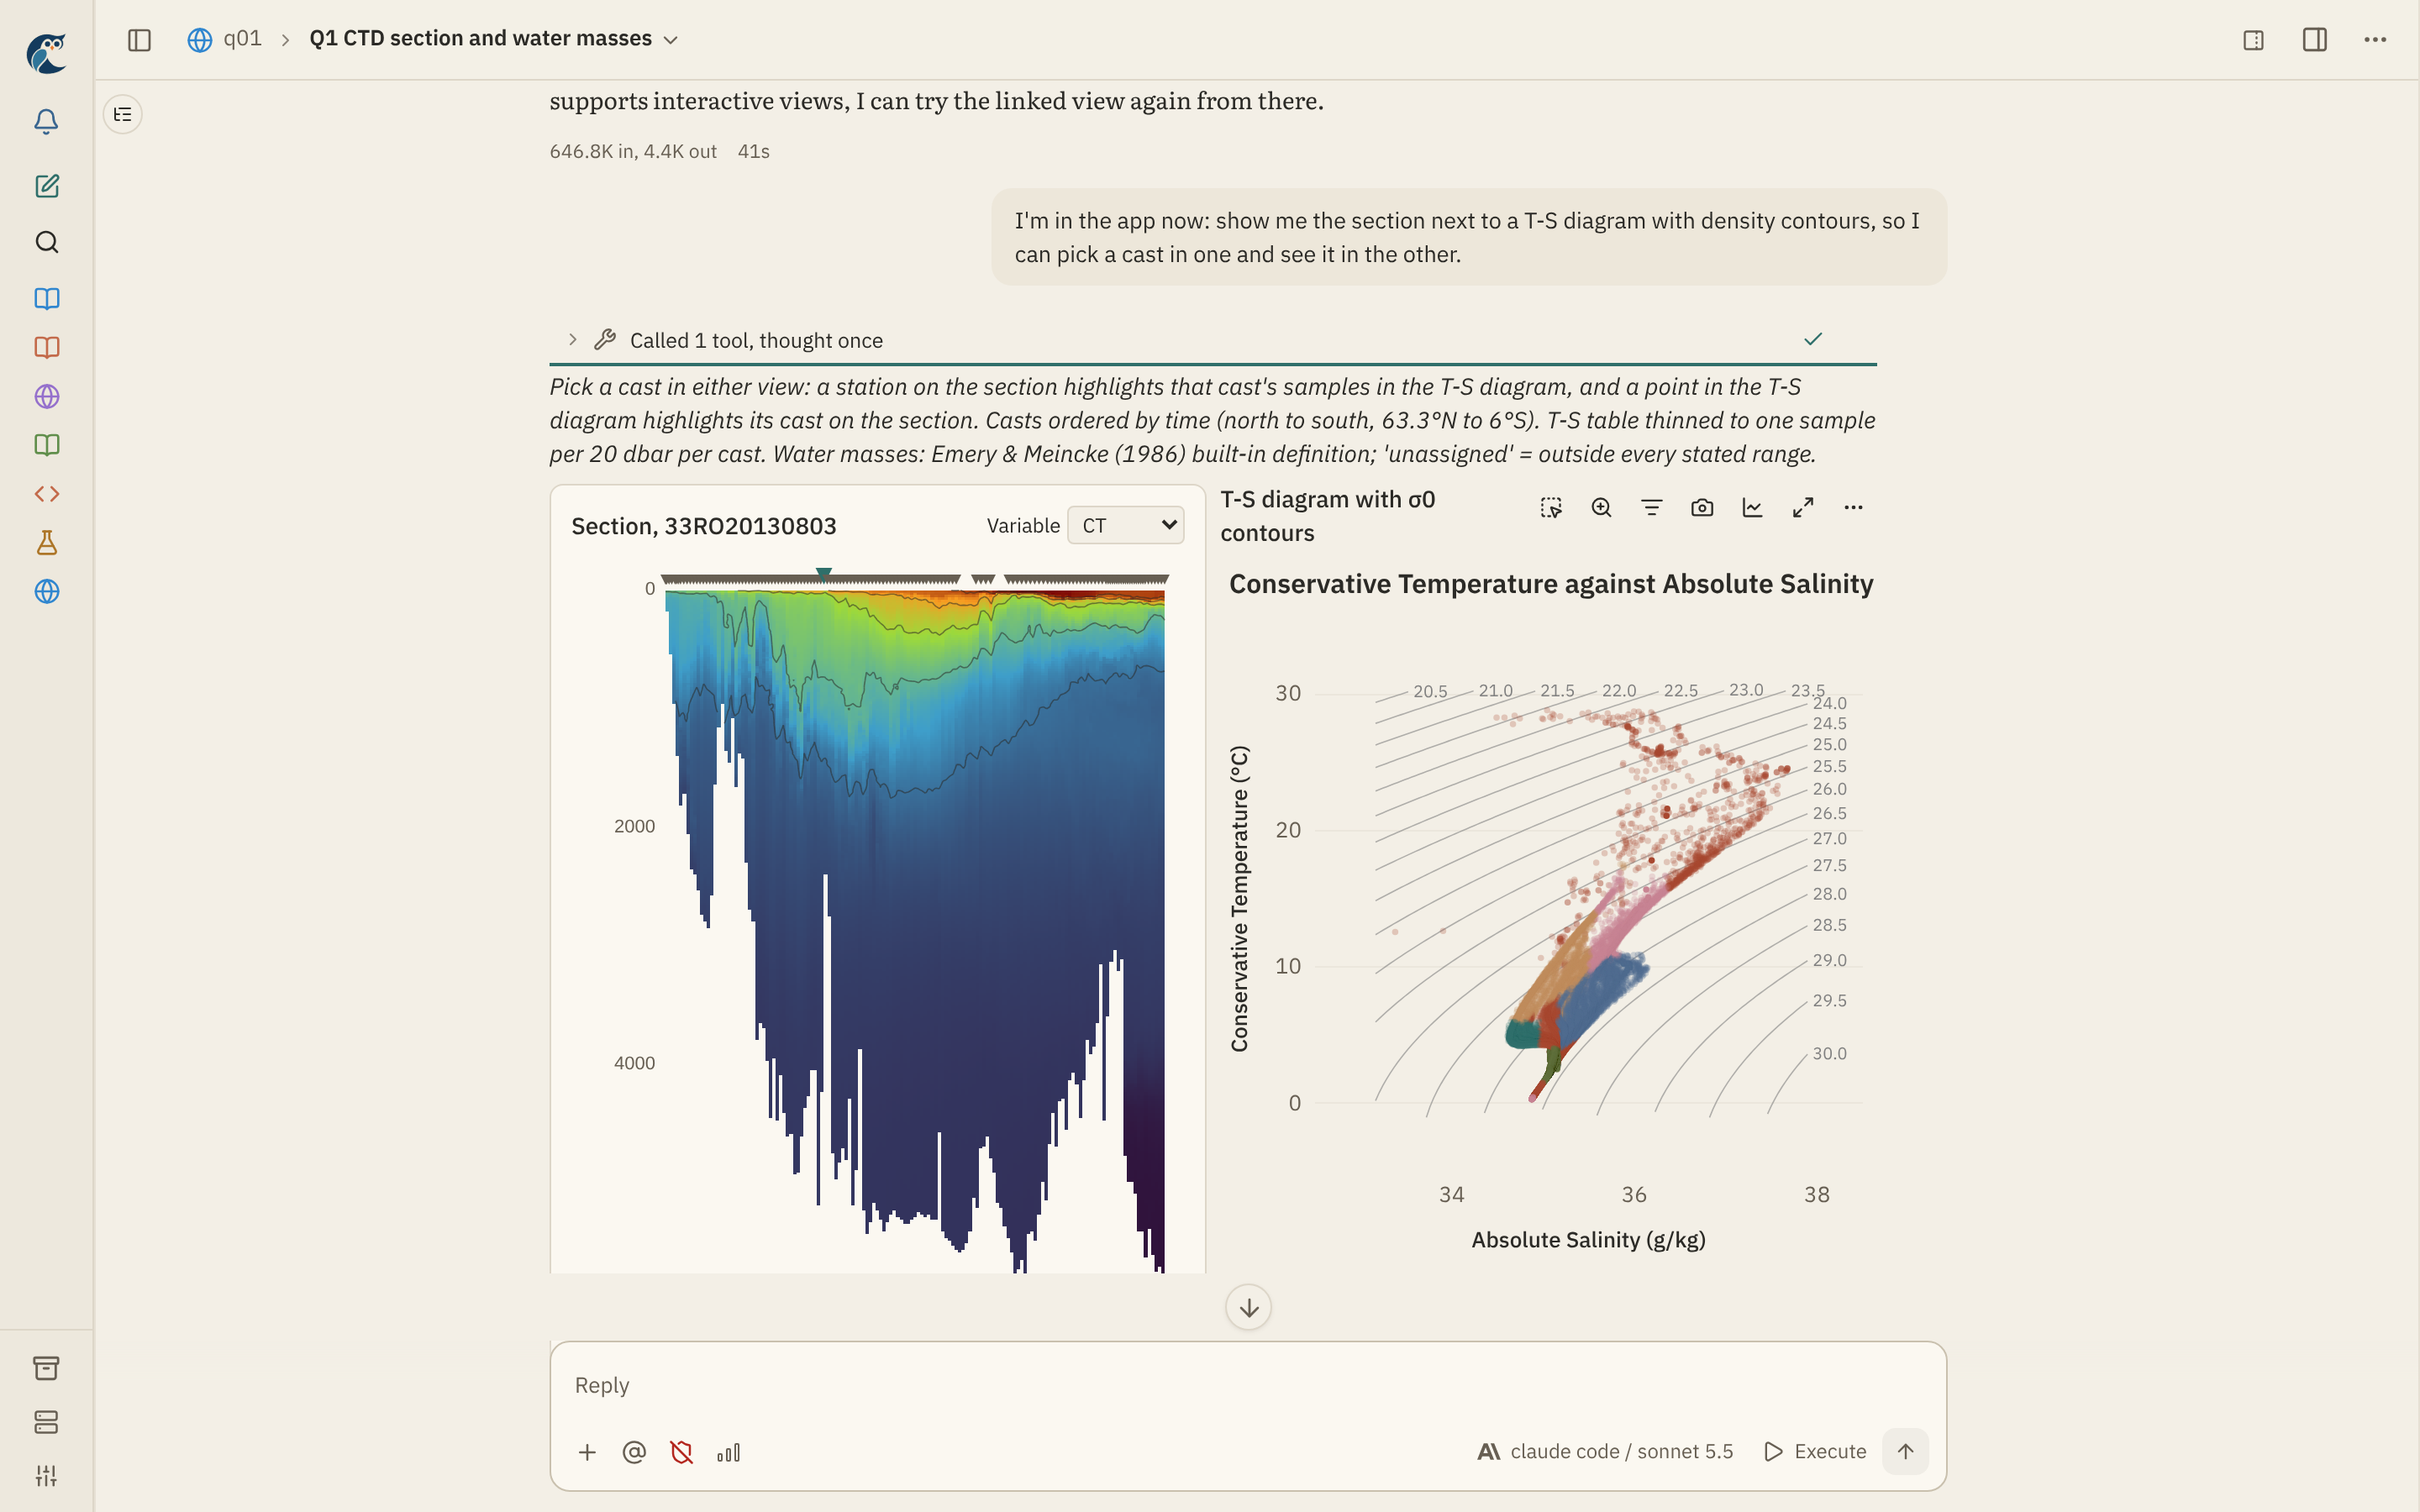 q01
Q1 CTD section and water masses
supports interactive views, I can try the linked view again from there.
646.8K in, 4.4K out 41s
I'm in the app now: show me the section next to a T-S diagram with density contours, so I
can pick a cast in one and see it in the other.
Called 1 tool, thought once
Pick a cast in either view: a station on the section highlights that cast's samples in the T-S diagram, and a point in the T-S
diagram highlights its cast on the section. Casts ordered by time (north to south, 63.3°N to 6°S). T-S table thinned to one sample
per 20 dbar per cast. Water masses: Emery & Meincke (1986) built-in definition; 'unassigned' = outside every stated range.
Section, 33RO20130803
Variable
CT
0
2000
4000
T-S diagram with σ0
contours
Conservative Temperature against Absolute Salinity
Conservative Temperature (°C)
30
20
10
0
20.5
21.0
21.5
22.0
22.5
23.0
23.5
24.0
24.5
25.0
25.5
26.0
26.5
27.0
27.5
28.0
28.5
29.0
29.5
30.0
34
36
38
Absolute Salinity (g/kg)
Reply
claude code / sonnet 5.5
Execute